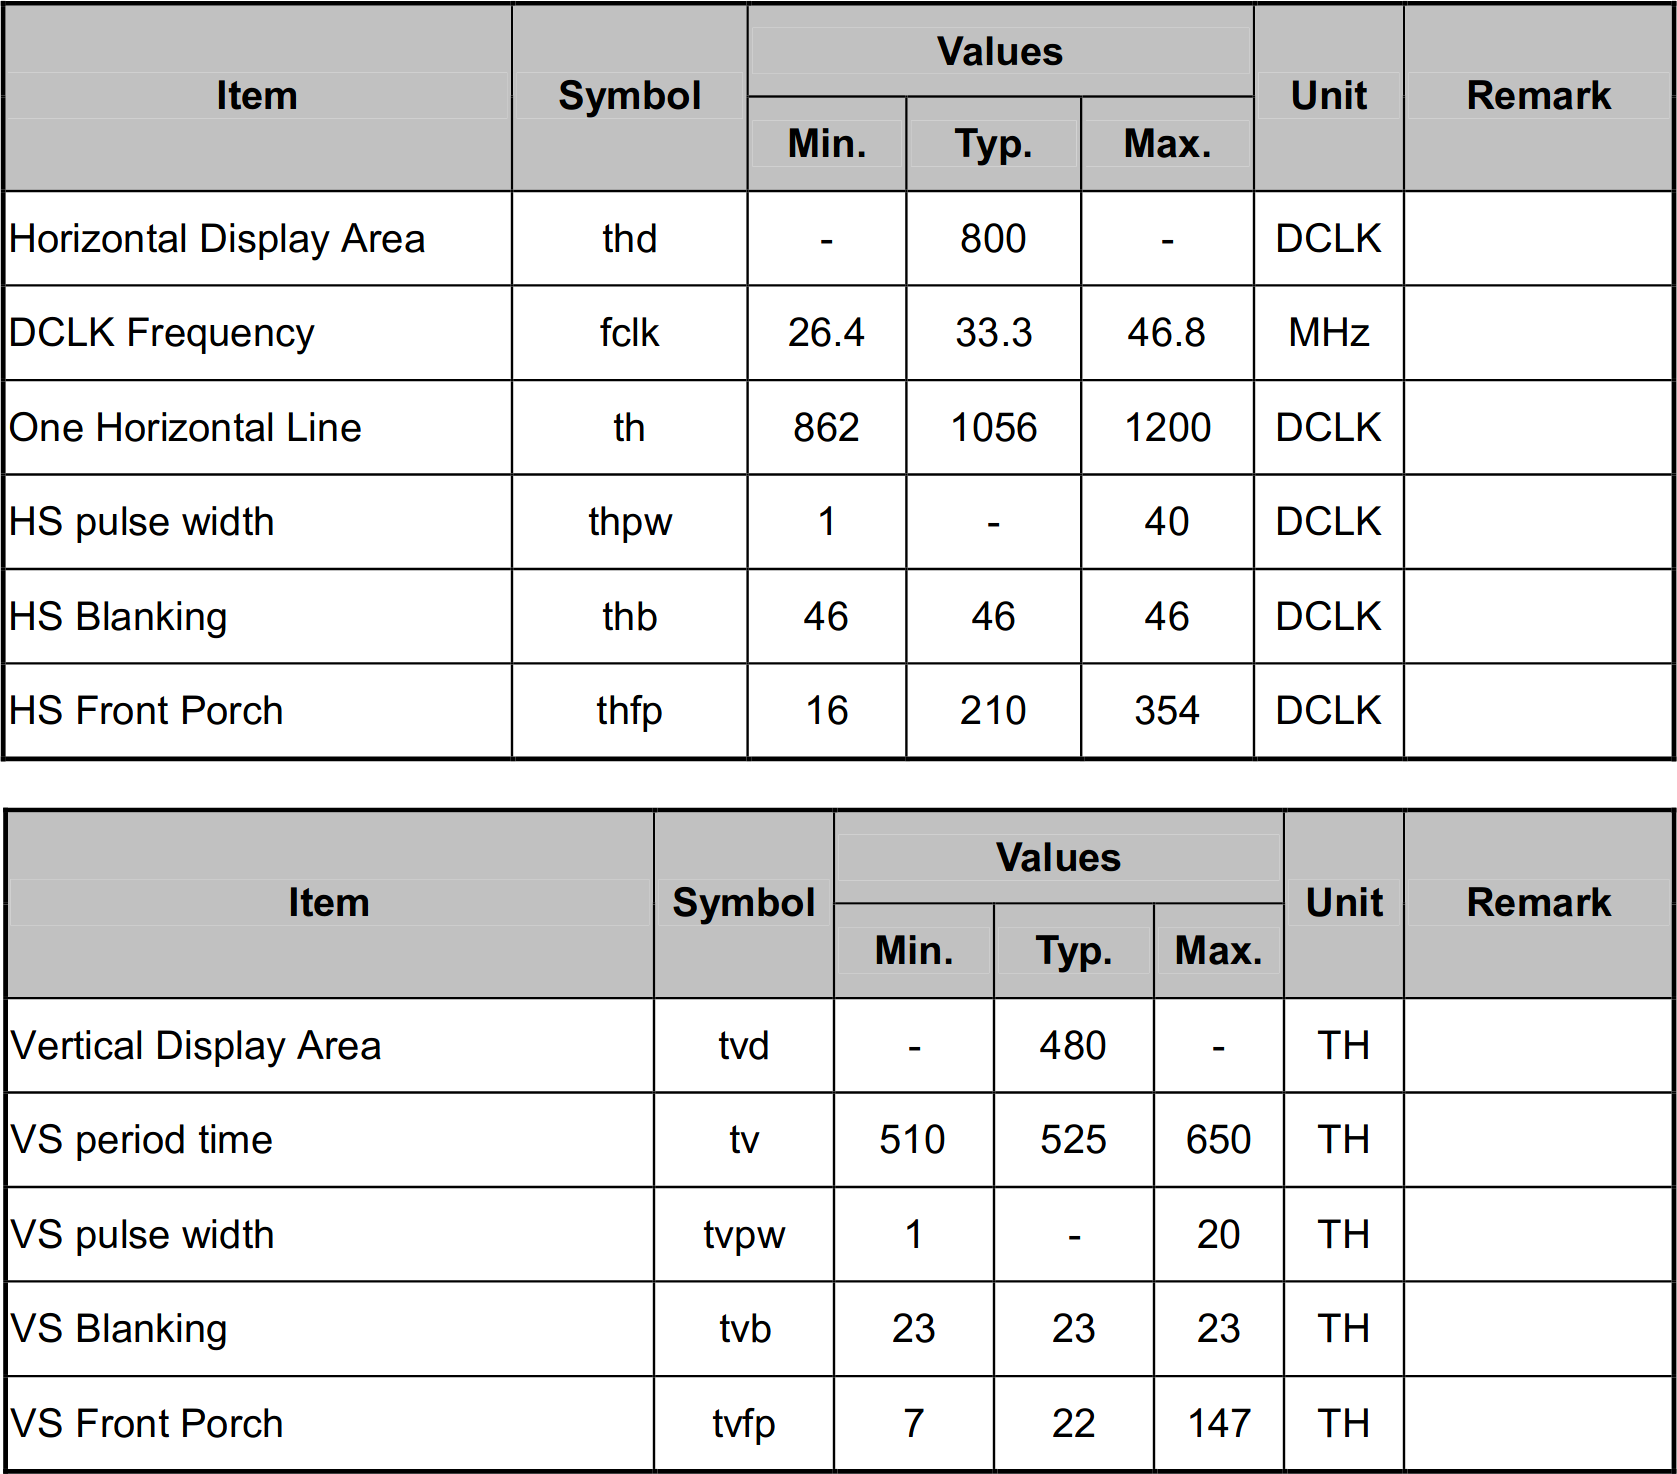 Item Symbol Values Unit Remark
Min. Typ. Max.
Horizontal Display Area thd - 800 - DCLK
DCLK Frequency fclk 26.4 33.3 46.8 MHz
One Horizontal Line th 862 1056 1200 DCLK
HS pulse width thpw 1 - 40 DCLK
HS Blanking thb 46 46 46 DCLK
HS Front Porch thfp 16 210 354 DCLK
Item Symbol Values Unit Remark
Min. Typ. Max.
Vertical Display Area tvd - 480 - TH
VS period time tv 510 525 650 TH
VS pulse width tvpw 1 - 20 TH
VS Blanking tvb 23 23 23 TH
VS Front Porch tvfp 7 22 147 TH